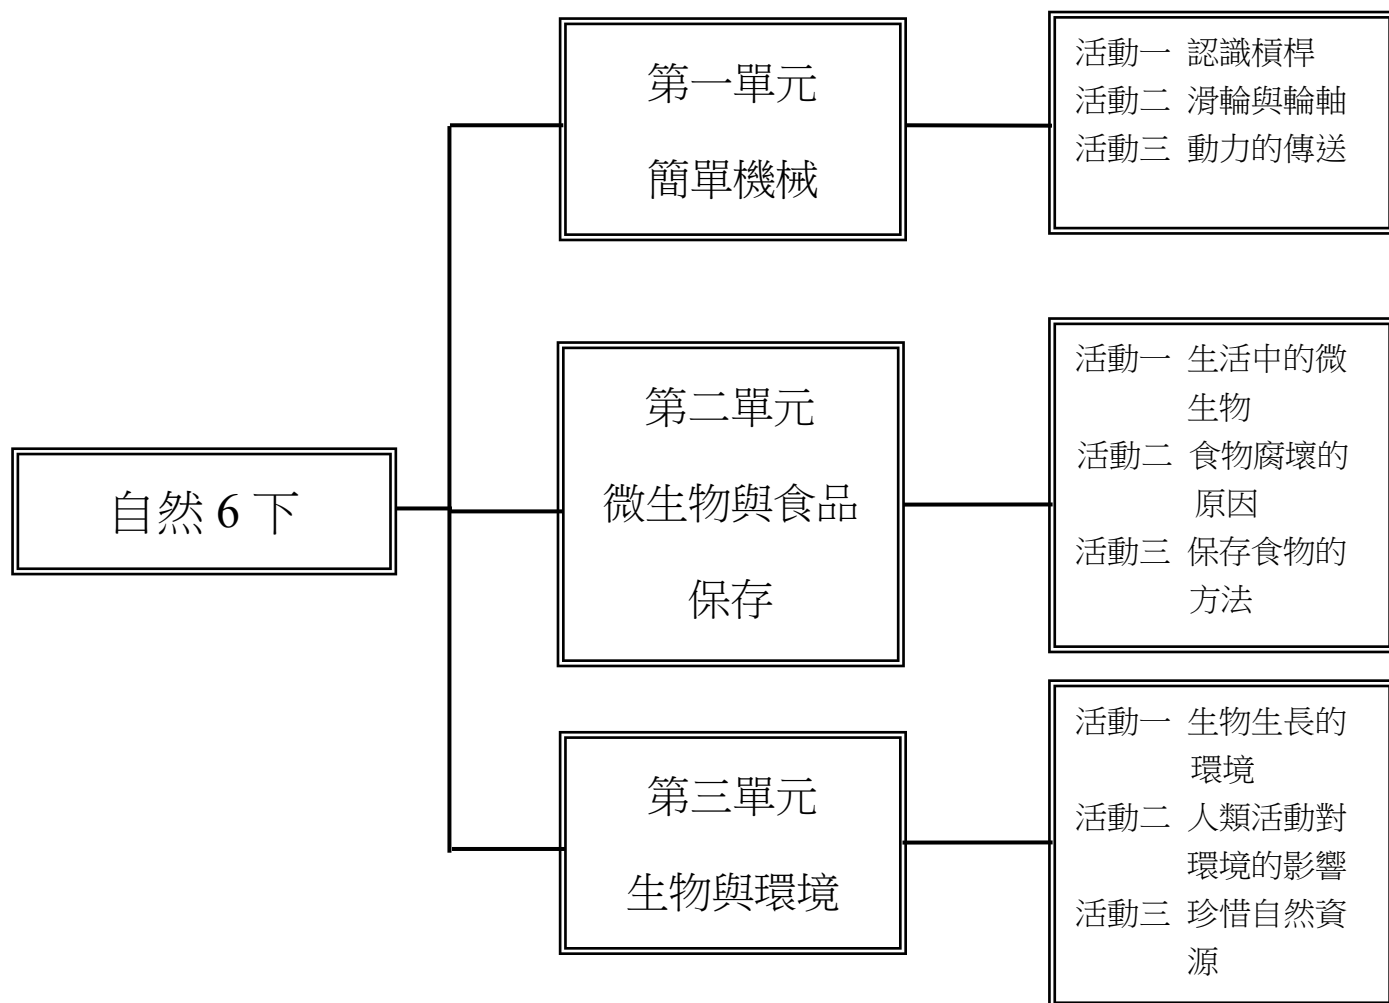 自然 6 下
第一單元
簡單機械
活動一 認識槓桿
活動二 滑輪與輪軸
活動三 動力的傳送
第二單元
微生物與食品
保存
活動一 生活中的微
生物
活動二 食物腐壞的
原因
活動三 保存食物的
方法
第三單元
生物與環境
活動一 生物生長的
環境
活動二 人類活動對
環境的影響
活動三 珍惜自然資
源